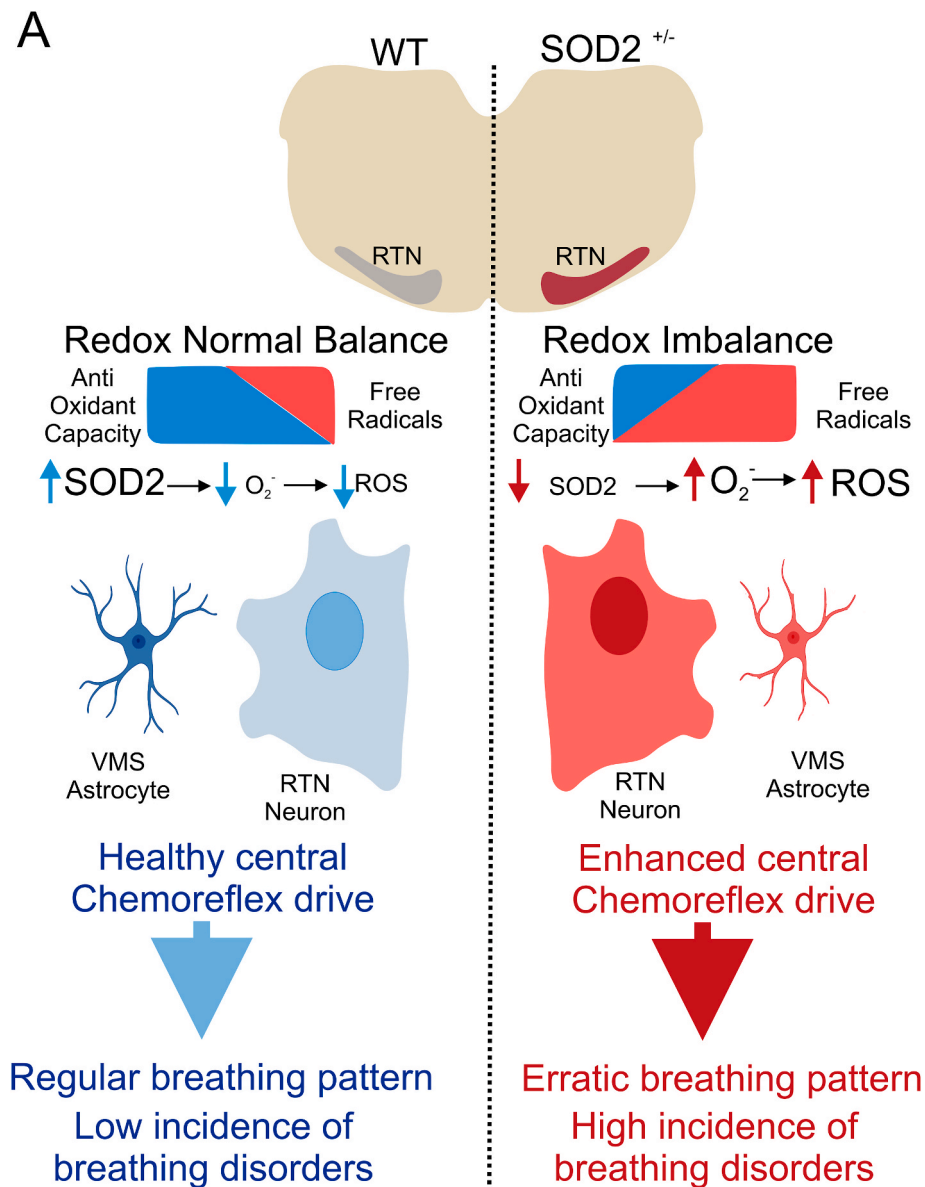 A
WT
SOD2 +/-
RTN
RTN
Redox Normal Balance
Anti
Oxidant
Capacity
Free
Radicals
SOD2 → O₂⁻ → ROS
VMS
Astrocyte
RTN
Neuron
Healthy central
Chemoreflex drive
Regular breathing pattern
Low incidence of
breathing disorders
Redox Imbalance
Anti
Oxidant
Capacity
Free
Radicals
SOD2 → O₂⁻ → ROS
RTN
Neuron
VMS
Astrocyte
Enhanced central
Chemoreflex drive
Erratic breathing pattern
High incidence of
breathing disorders